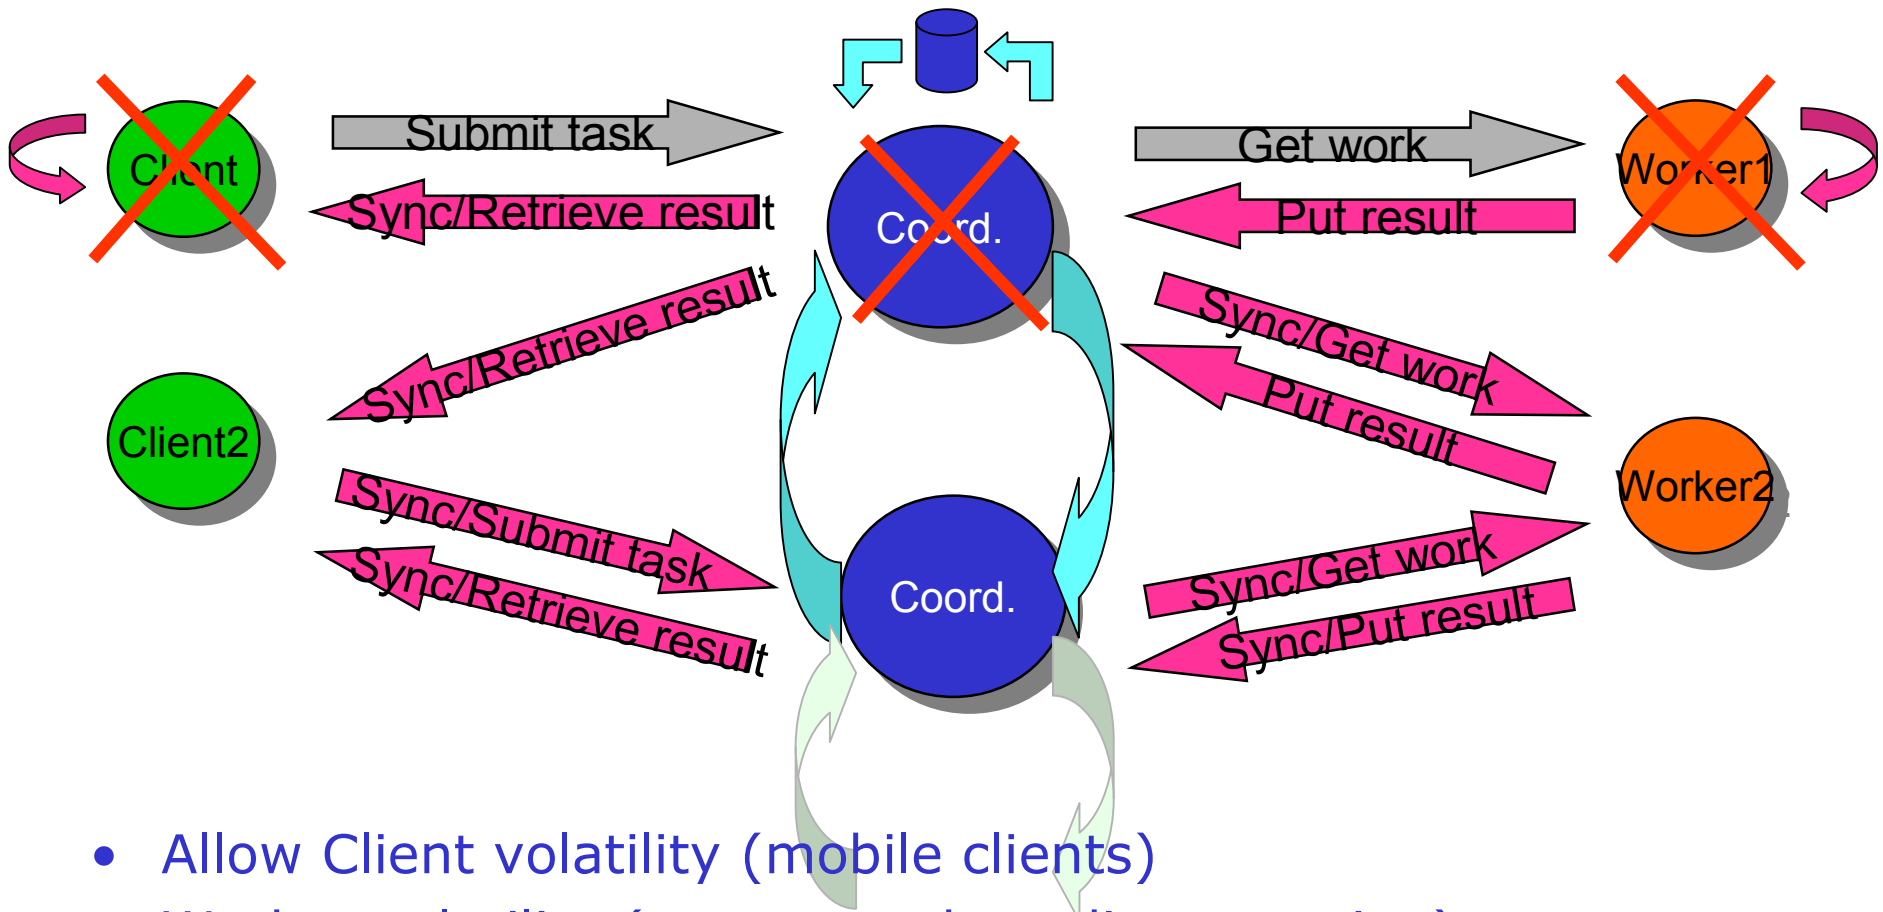 Submit task
Get work
Client
Worker1
Sync/Retrieve result
Coord.
Put result
Sync/Retrieve result
Sync/Get work
Put result
Client2
Worker2
Sync/Submit task
Sync/Get work
Sync/Retrieve result
Coord.
Sync/Put result
• Allow Client volatility (mobile clients)